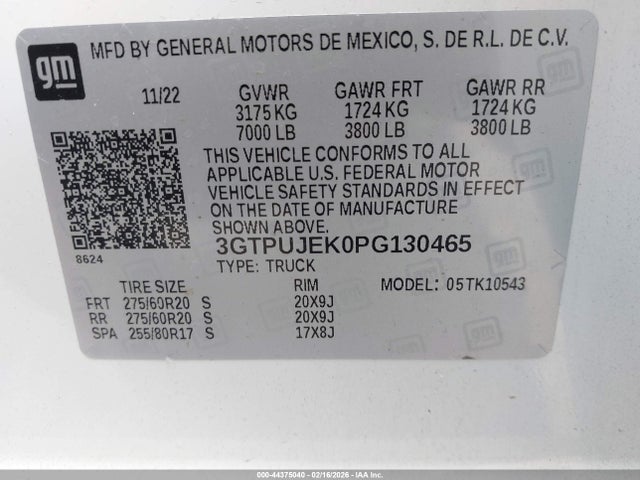 gm
MFD BY GENERAL MOTORS DE MEXICO, S. DE R.L. DE C.V.
11/22 GVWR GAWR FRT GAWR RR
3175 KG 1724 KG 1724 KG
7000 LB 3800 LB 3800 LB
THIS VEHICLE CONFORMS TO ALL
APPLICABLE U.S. FEDERAL MOTOR
VEHICLE SAFETY STANDARDS IN EFFECT
ON THE DATE OF MANUFACTURE
SHOWN ABOVE.
8624
3GTPUJEK0PG130465
TYPE: TRUCK MODEL: 05TK10543
TIRE SIZE RIM
FRT 275/60R20 S 20X9J
RR 275/60R20 S 20X9J
SPA 255/80R17 S 17X8J
000-44375040 - 02/16/2026 - IAA Corp.